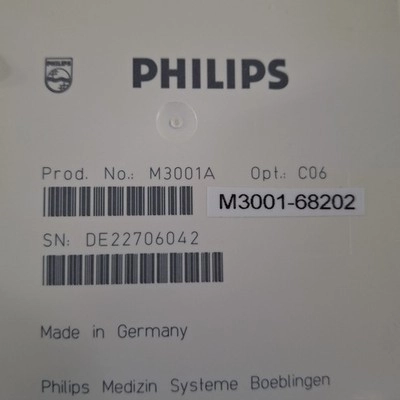 PHILIPS
Prod. No.: M3001A Opt.: C06
M3001-68202
SN: DE22706042
Made in Germany
Philips Medizin Systeme Boeblingen